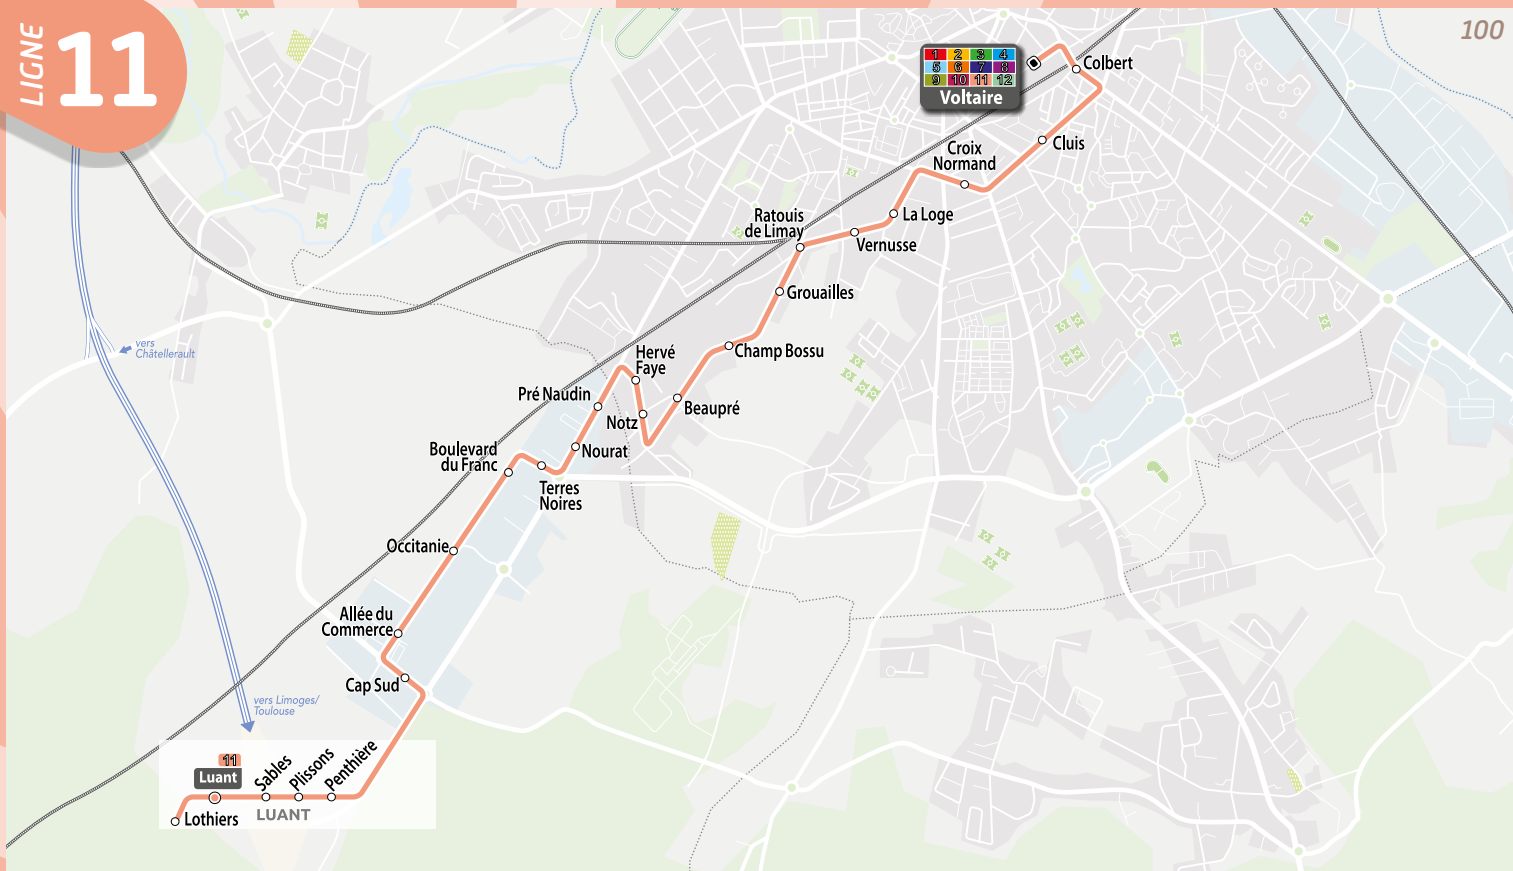 LIGNE
11
100
1 2 3 4
5 6 7 8
9 10 11 12
Voltaire
Colbert
Cluis
Croix
Normand
La Loge
Vernusse
Ratouis
de Limay
Grouailles
Champ Bossu
Beaupré
Hervé
Faye
Notz
Pré Naudin
Nourat
Terres
Noires
Boulevard
du Franc
Occitanie
Allée du
Commerce
Cap Sud
Penthière
Plissons
Sables
11
Luant
LUANT
Lothiers
vers
Châtellerault
vers Limoges/
Toulouse